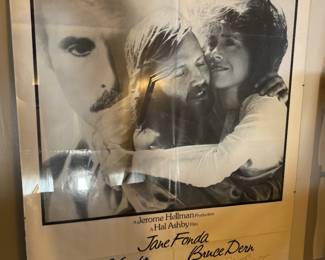 A Jerome Hellman Production
A Hal Ashby Film
Jane Fonda
Bruce Dern